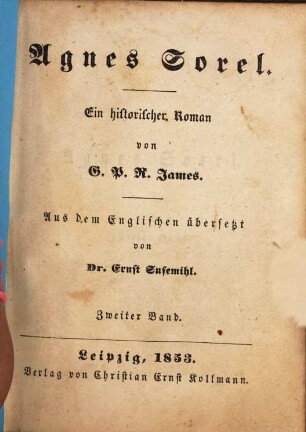 Agnes Sorel.
Ein historischer Roman
von
G. P. R. James.
Aus dem Englischen übersetzt
von
Dr. Ernst Susemihl.
Zweiter Band.
Leipzig, 1853.
Verlag von Christian Ernst Kollmann.